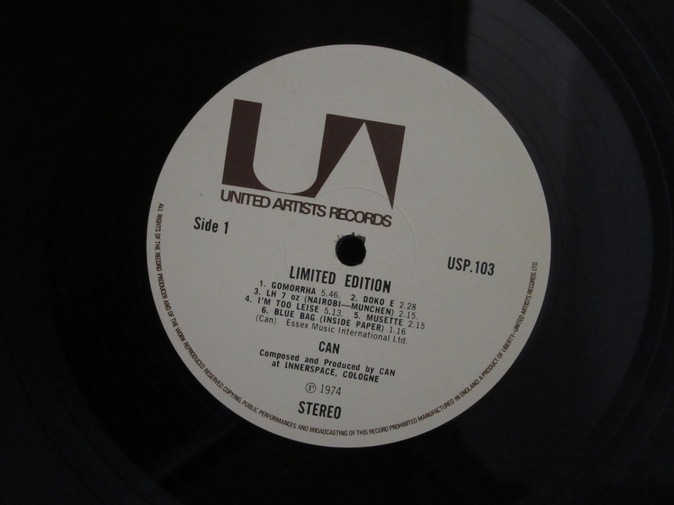 UA
UNITED ARTISTS RECORDS
Side 1
USP.103
LIMITED EDITION
1. GOMORRHA 5.46. 2. DOKO E 2.28
3. LH 7 oz (NAIROBI—MUNCHEN) 2.15.
4. I'M TOO LEISE 5.13. 5. MUSETTE 2.15
6. BLUE BAG (INSIDE PAPER) 1.16
(Can) Essex Music International Ltd.
CAN
Composed and Produced by CAN
at INNERSPACE, COLOGNE
Ⓟ 1974
STEREO
ALL RIGHTS OF THE RECORD PRODUCER AND OF THE WORK REPRODUCED RESERVED COPYING, PUBLIC PERFORMANCES AND BROADCASTING OF THIS RECORD PROHIBITED MANUFACTURED IN ENGLAND A PRODUCT OF LIBERTY—UNITED ARTISTS RECORDS LTD.